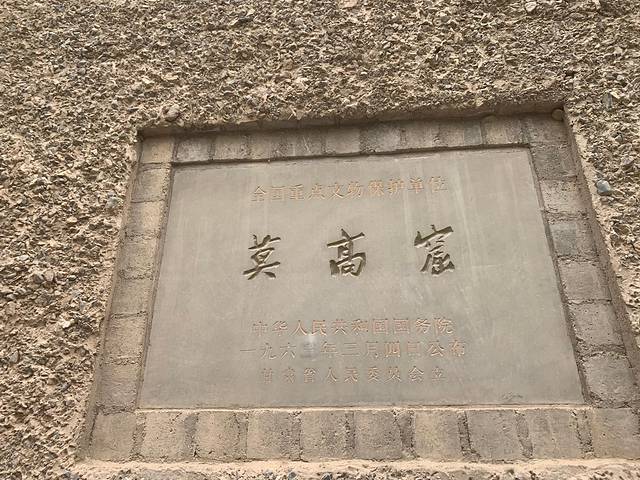 全国重点文物保护单位
莫高窟
中华人民共和国国务院
一九六一年三月四日公布
甘肃省人民委员会立